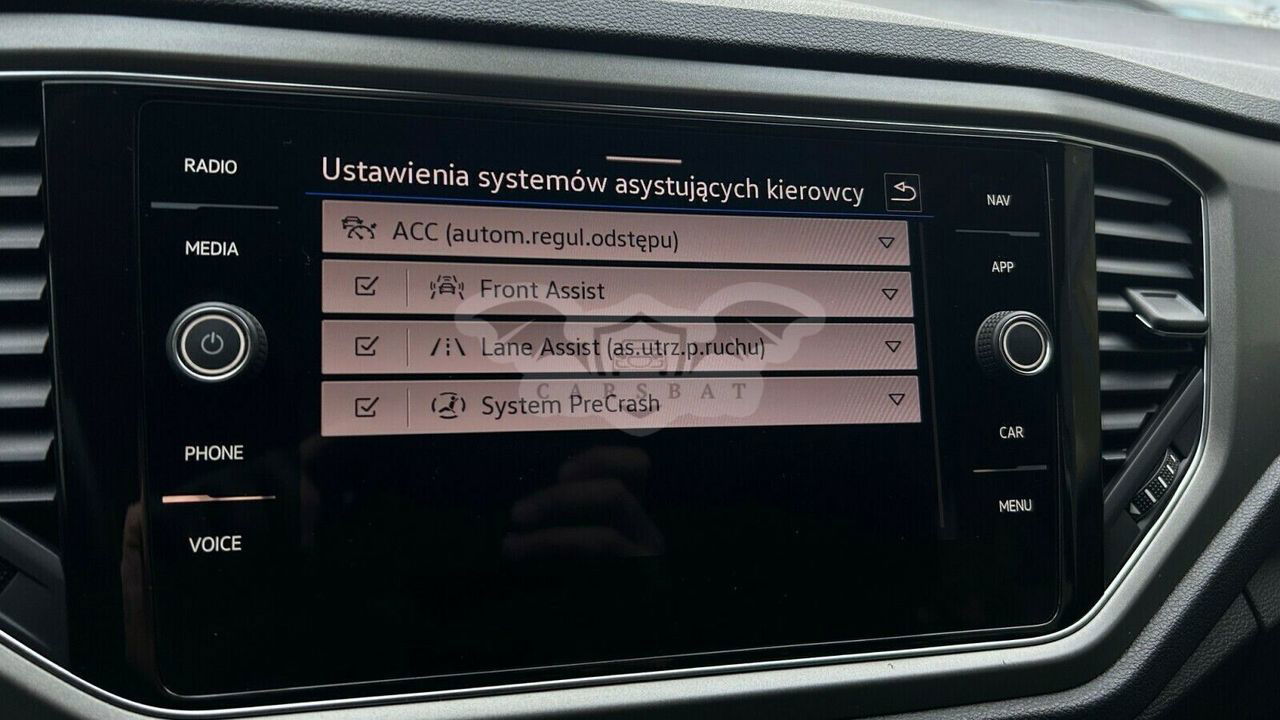 RADIO
MEDIA
PHONE
VOICE
Ustawienia systemów asystujących kierowcy
ACC (autom.regul.odstępu)
Front Assist
Lane Assist (as.utrz.p.ruchu)
System PreCrash
CARSBAT
NAV
APP
CAR
MENU